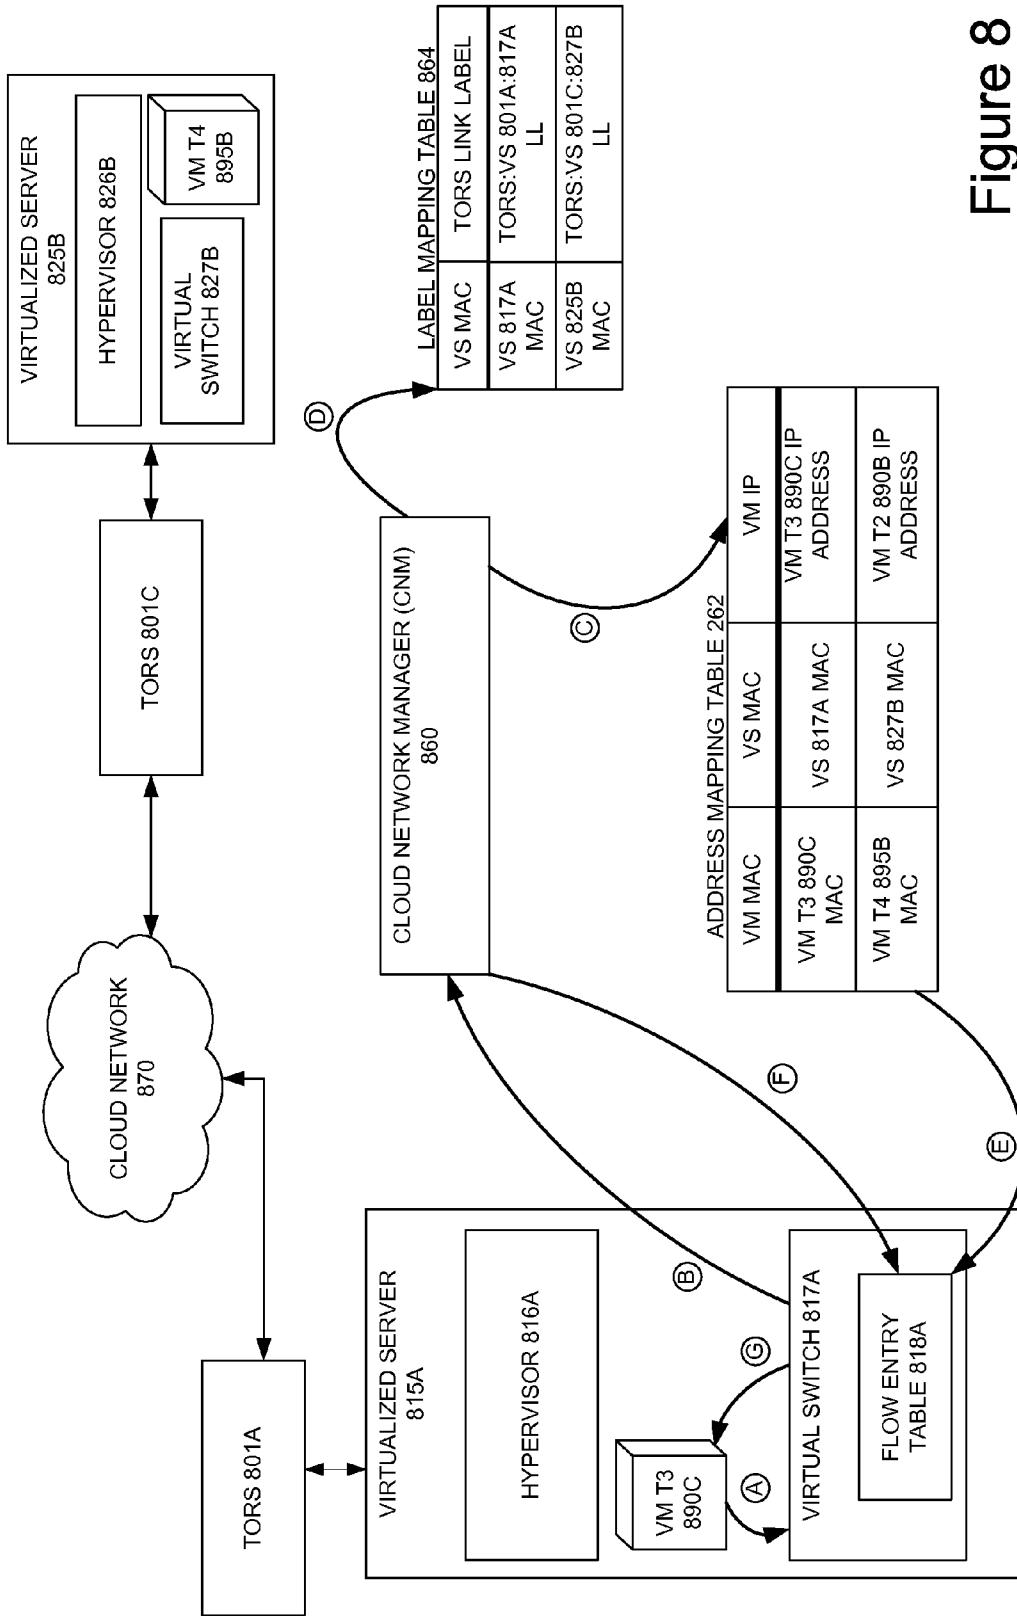 VIRTUALIZED SERVER
825B
HYPERVISOR 826B
VIRTUAL
SWITCH 827B
VM T4
895B
TORS 801C
CLOUD NETWORK
870
TORS 801A
VIRTUALIZED SERVER
815A
HYPERVISOR 816A
VM T3
890C
VIRTUAL SWITCH 817A
FLOW ENTRY
TABLE 818A
A
G
B
F
E
CLOUD NETWORK MANAGER (CNM)
860
C
D
LABEL MAPPING TABLE 864
VS MAC
TORS LINK LABEL
VS 817A
MAC
TORS:VS 801A:817A
LL
VS 825B
MAC
TORS:VS 801C:827B
LL
ADDRESS MAPPING TABLE 262
VM MAC
VS MAC
VM IP
VM T3 890C
MAC
VS 817A MAC
VM T3 890C IP
ADDRESS
VM T4 895B
MAC
VS 827B MAC
VM T2 890B IP
ADDRESS
Figure 8